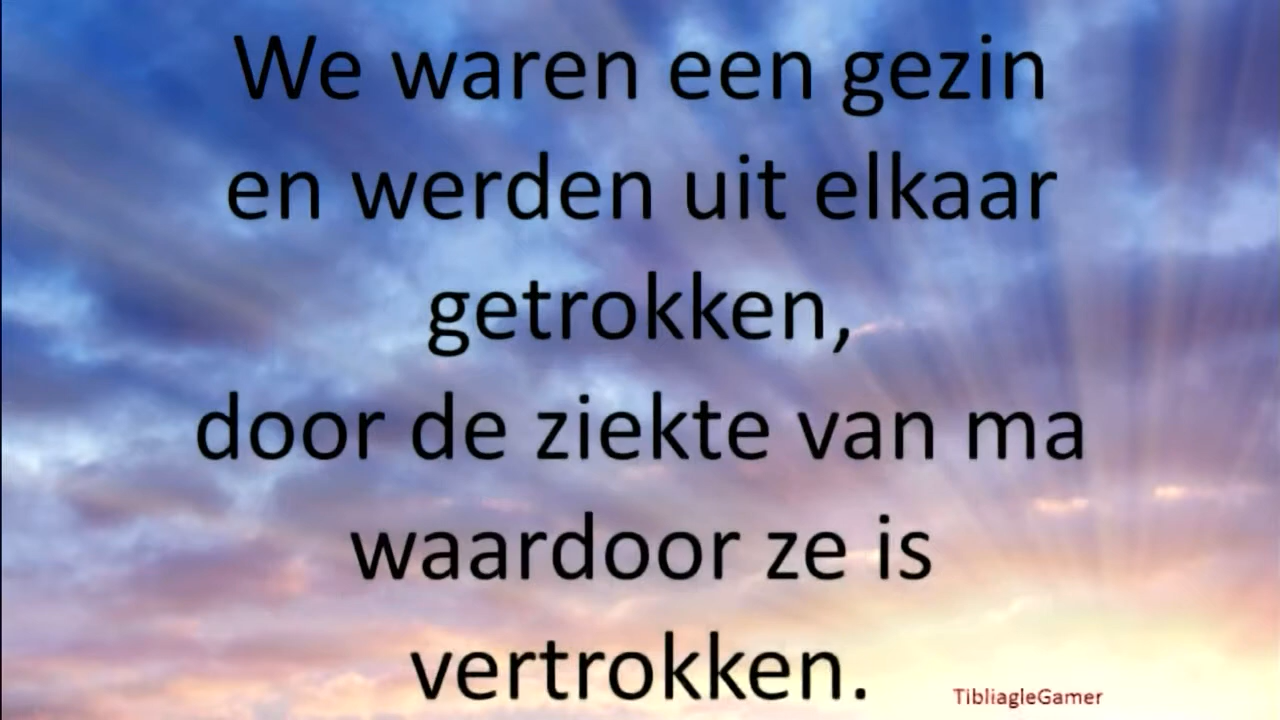 We waren een gezin
en werden uit elkaar
getrokken,
door de ziekte van ma
waardoor ze is
vertrokken.
TibliagleGamer